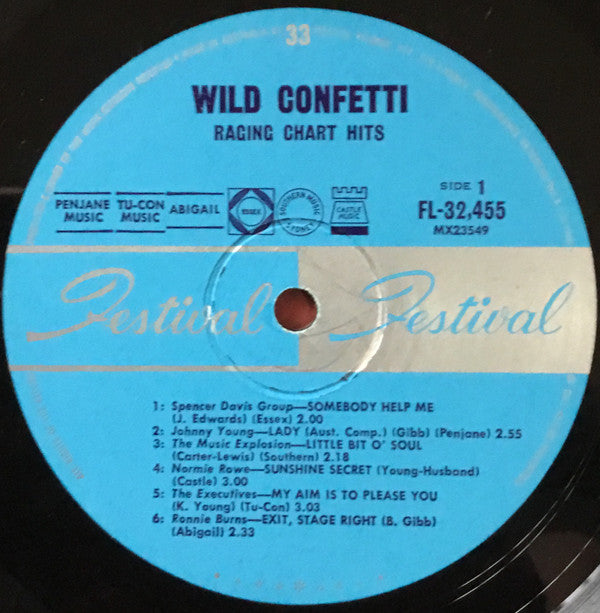 33
WILD CONFETTI
RAGING CHART HITS
PENJANE MUSIC
TU-CON MUSIC
ABIGAIL
ESSEX
SOUTHERN MUSIC SYDNEY
CASTLE MUSIC
SIDE 1
FL-32,455
MX23549
Festival Festival
1: Spencer Davis Group—SOMEBODY HELP ME
(J. Edwards) (Essex) 2.00
2: Johnny Young—LADY (Aust. Comp.) (Gibb) (Penjane) 2.55
3: The Music Explosion—LITTLE BIT O' SOUL
(Carter-Lewis) (Southern) 2.18
4: Normie Rowe—SUNSHINE SECRET (Young-Husband)
(Castle) 3.00
5: The Executives—MY AIM IS TO PLEASE YOU
(K. Young) (Tu-Con) 3.03
6: Ronnie Burns—EXIT, STAGE RIGHT (B. Gibb)
(Abigail) 2.33